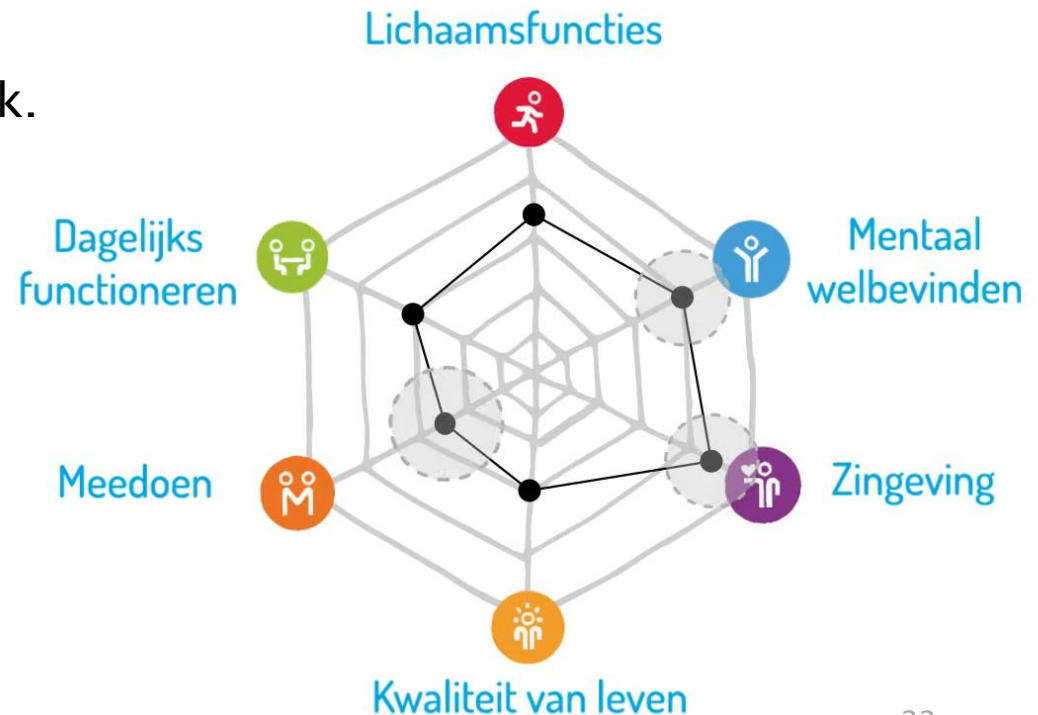 Lichaamsfuncties
k.
Dagelijks
functioneren
Mentaal
welbevinden
Meedoen
Zingeving
Kwaliteit van leven